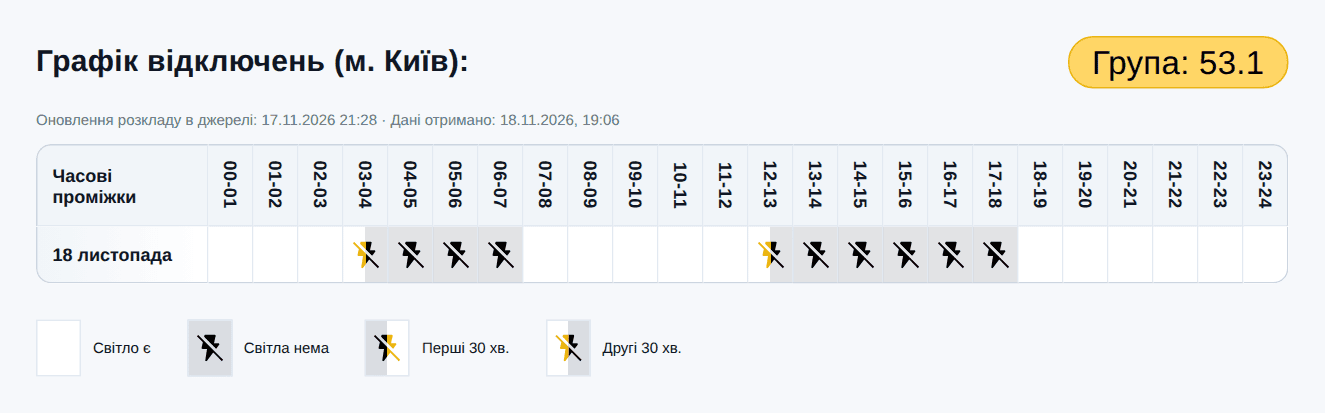 Графік відключень (м. Київ):
Група: 53.1
Оновлення розкладу в джерелі: 17.11.2026 21:28 · Дані отримано: 18.11.2026, 19:06
Часові
проміжки
00-01
01-02
02-03
03-04
04-05
05-06
06-07
07-08
08-09
09-10
10-11
11-12
12-13
13-14
14-15
15-16
16-17
17-18
18-19
19-20
20-21
21-22
22-23
23-24
18 листопада
Світло є
Світла нема
Перші 30 хв.
Другі 30 хв.